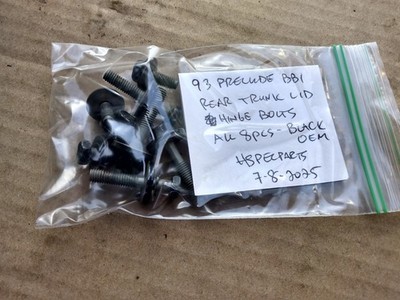 93 PRELUDE BB1
REAR TRUNK LID
HINGE BOLTS
ALL 8PCS - BLACK
OEM
HSPECPARTS
7-8-2025